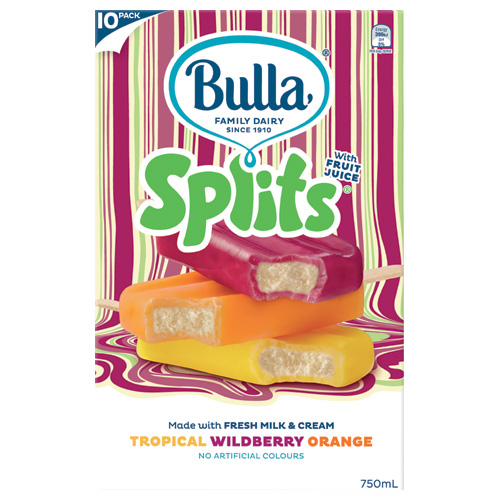 10 PACK
Bulla
FAMILY DAIRY
SINCE 1910
Splits®
With
FRUIT
JUICE
Made with FRESH MILK & CREAM
TROPICAL WILDBERRY ORANGE
NO ARTIFICIAL COLOURS
750mL